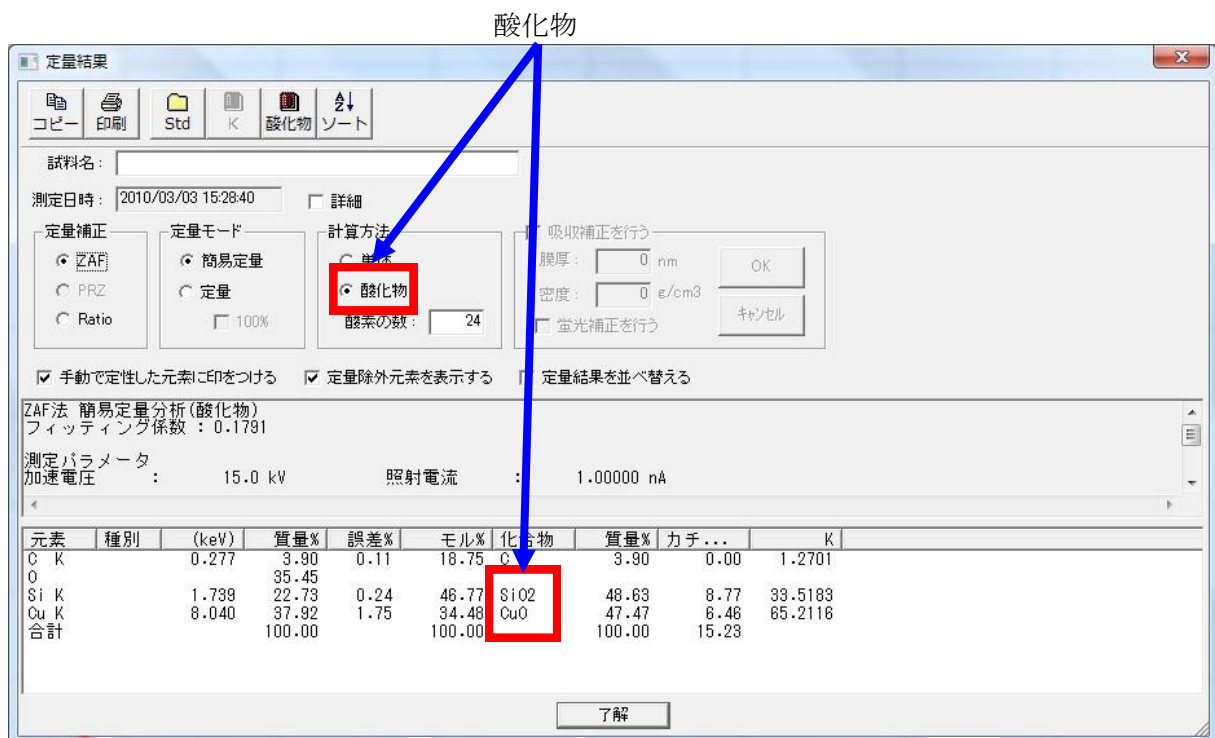 酸化物
定量結果
コピー 印刷 Std K 酸化物 ソート
試料名:
測定日時: 2010/03/03 15:28:40 詳細
定量補正 定量モード 計算方法 吸収補正を行う
ZAF 簡易定量 単体 膜厚: 0 nm OK
PRZ 定量 酸化物 密度: 0 g/cm3 キャンセル
Ratio 100% 酸素の数: 24 蛍光補正を行う
手動で定性した元素に印をつける 定量除外元素を表示する 定量結果を並べ替える
ZAF法 簡易定量分析(酸化物)
フィッティング係数 : 0.1791
測定パラメータ
加速電圧 : 15.0 kV 照射電流 : 1.00000 nA
元素 種別 (keV) 質量% 誤差% モル% 化合物 質量% カチ... K
C K 0.277 3.90 0.11 18.75 C 3.90 0.00 1.2701
O 35.45
Si K 1.739 22.73 0.24 46.77 SiO2 48.63 8.77 33.5183
Cu K 8.040 37.92 1.75 34.48 CuO 47.47 6.46 65.2116
合計 100.00 100.00 100.00 15.23
了解